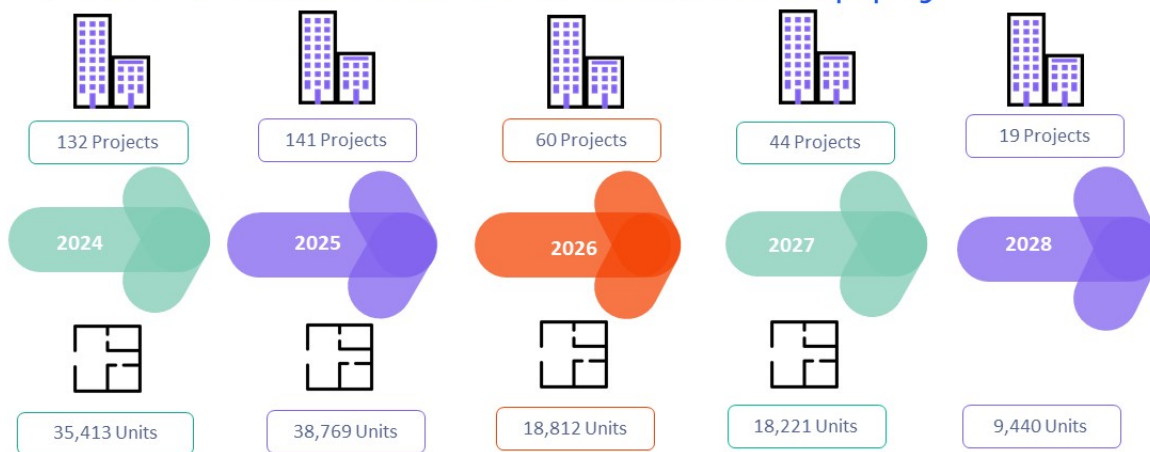 132 Projects
141 Projects
60 Projects
44 Projects
19 Projects
2024
2025
2026
2027
2028
35,413 Units
38,769 Units
18,812 Units
18,221 Units
9,440 Units